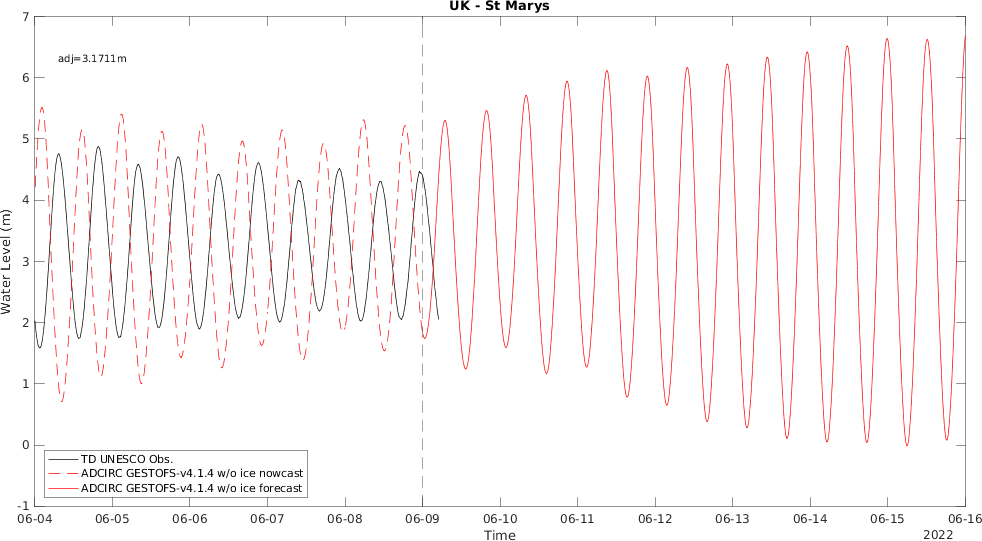 UK - St Marys
adj=3.1711m
Water Level (m)
7
6
5
4
3
2
1
0
-1
TD UNESCO Obs.
ADCIRC GESTOFS-v4.1.4 w/o ice nowcast
ADCIRC GESTOFS-v4.1.4 w/o ice forecast
06-04 06-05 06-06 06-07 06-08 06-09 06-10 06-11 06-12 06-13 06-14 06-15 06-16
Time
2022